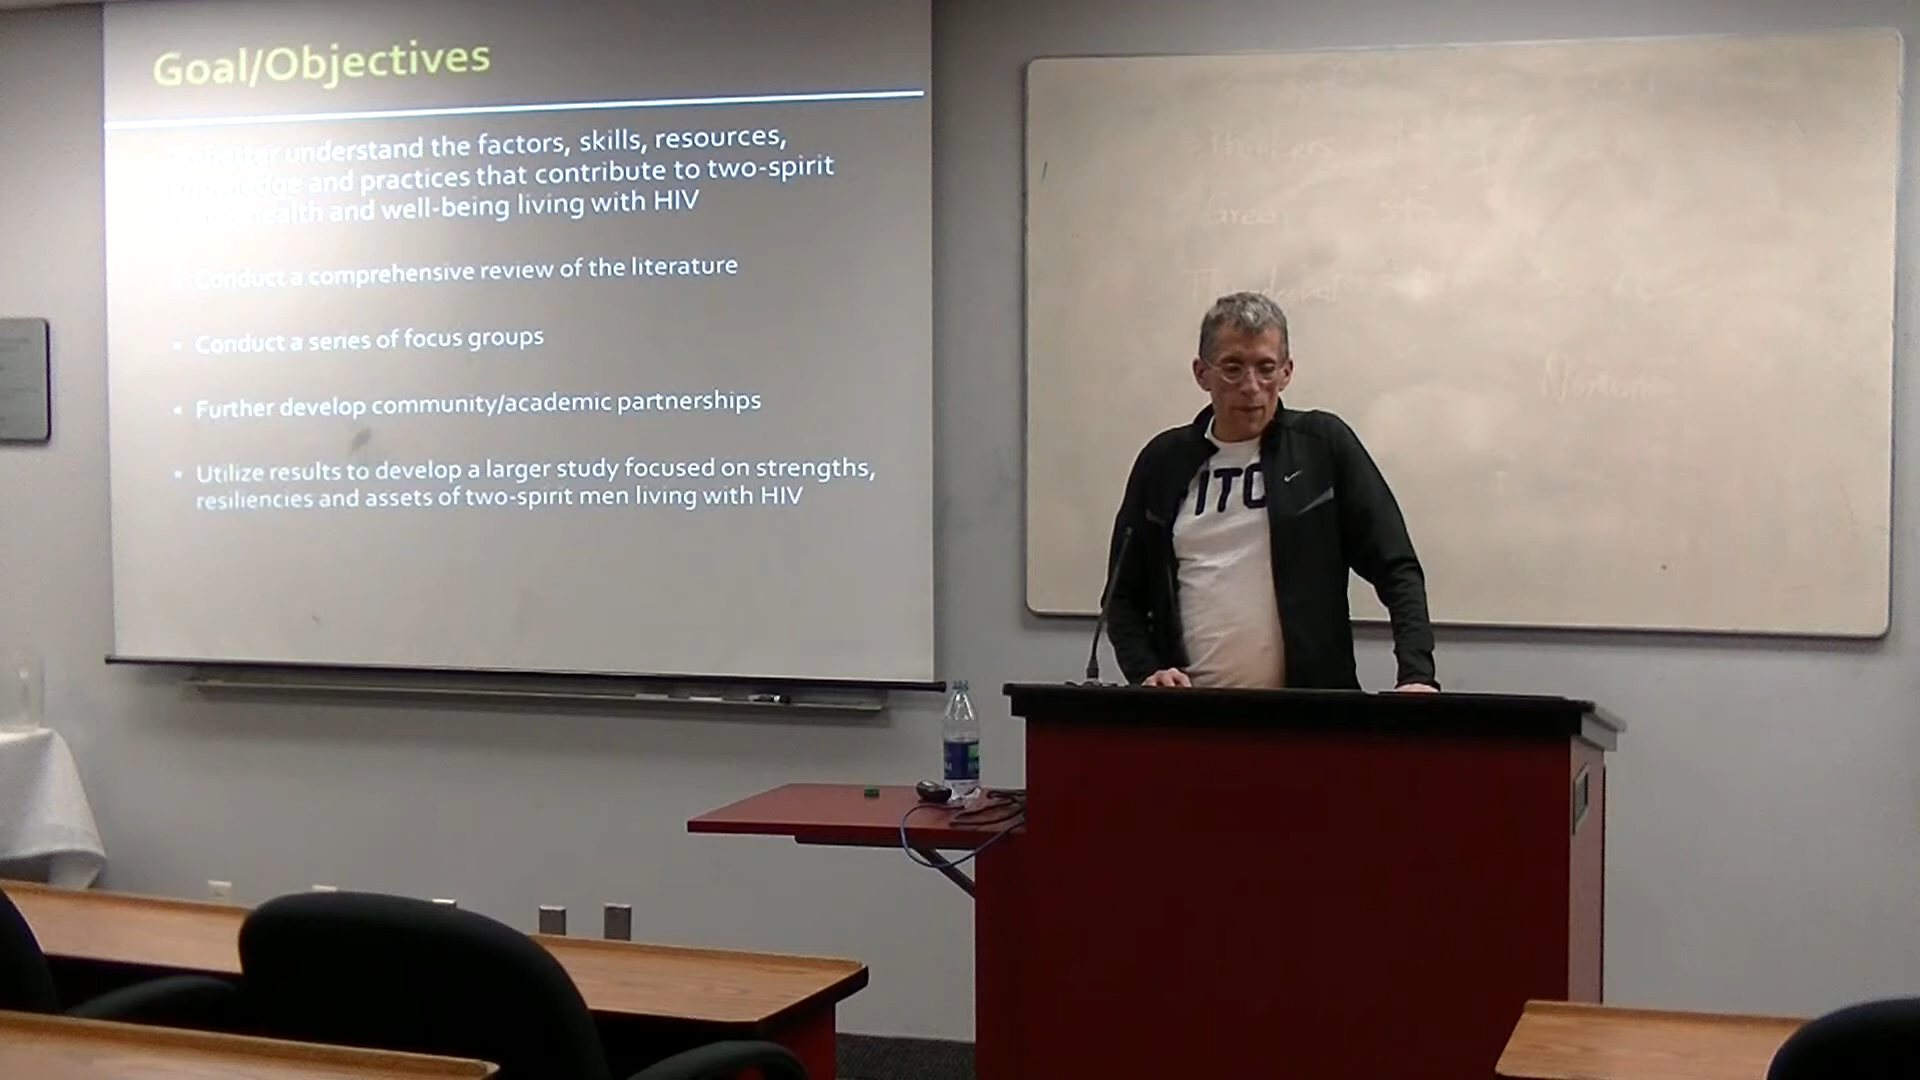 Goal/Objectives
understand the factors, skills, resources,
and practices that contribute to two-spirit
health and well-being living with HIV
Conduct a comprehensive review of the literature
Conduct a series of focus groups
Further develop community/academic partnerships
Utilize results to develop a larger study focused on strengths,
resiliencies and assets of two-spirit men living with HIV
ITO